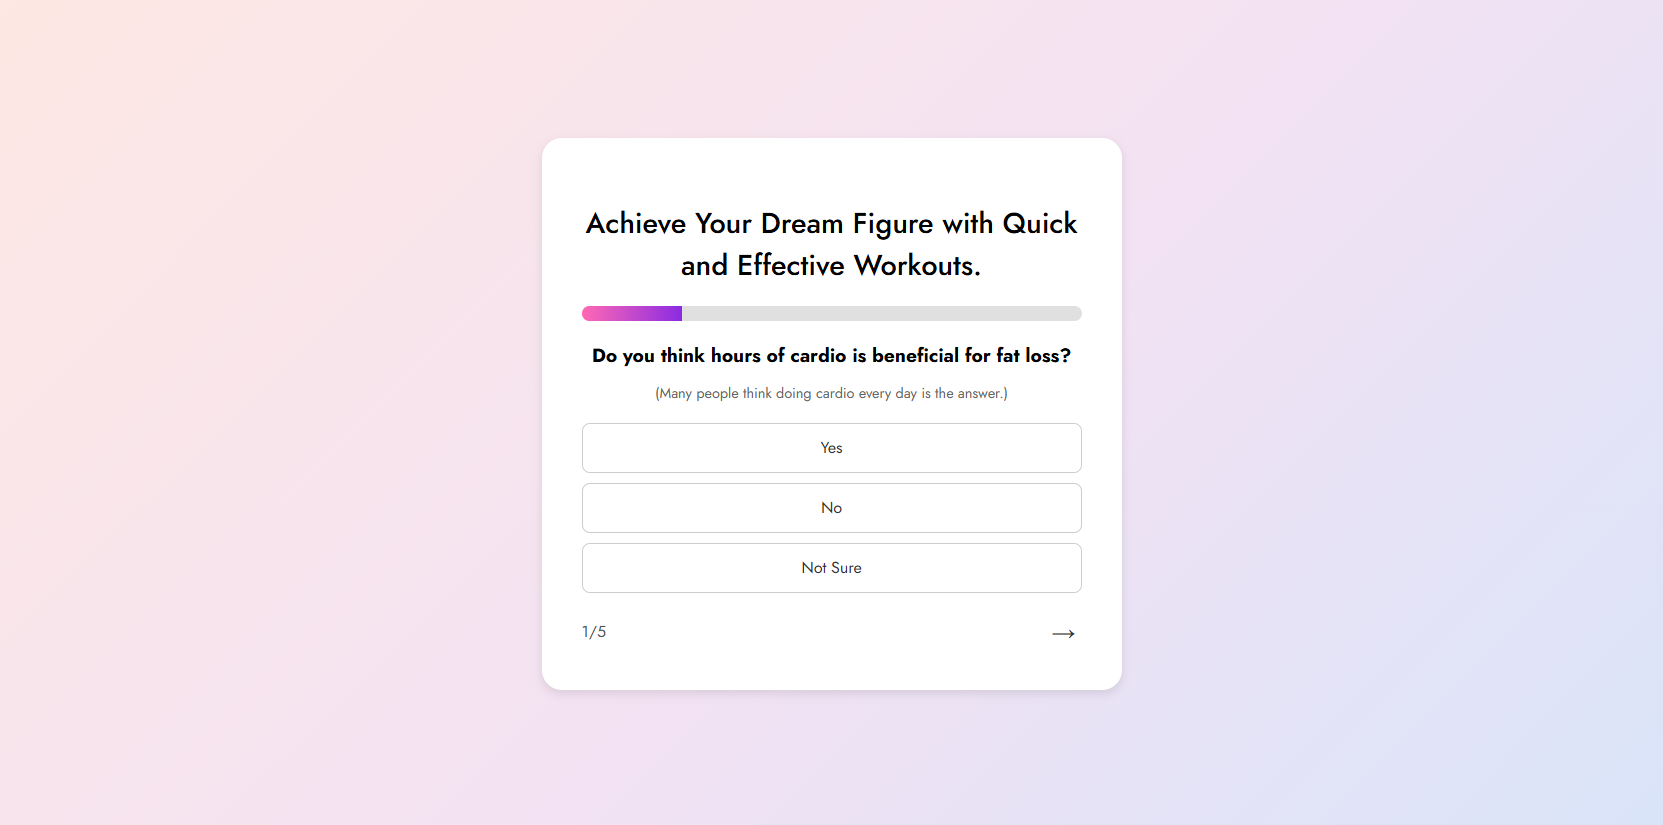 Achieve Your Dream Figure with Quick
and Effective Workouts.
Do you think hours of cardio is beneficial for fat loss?
(Many people think doing cardio every day is the answer.)
Yes
No
Not Sure
1/5 →